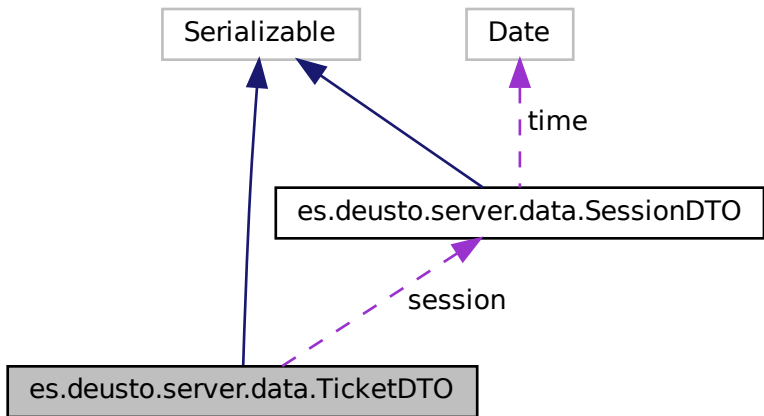 Serializable
Date
time
es.deusto.server.data.SessionDTO
session
es.deusto.server.data.TicketDTO